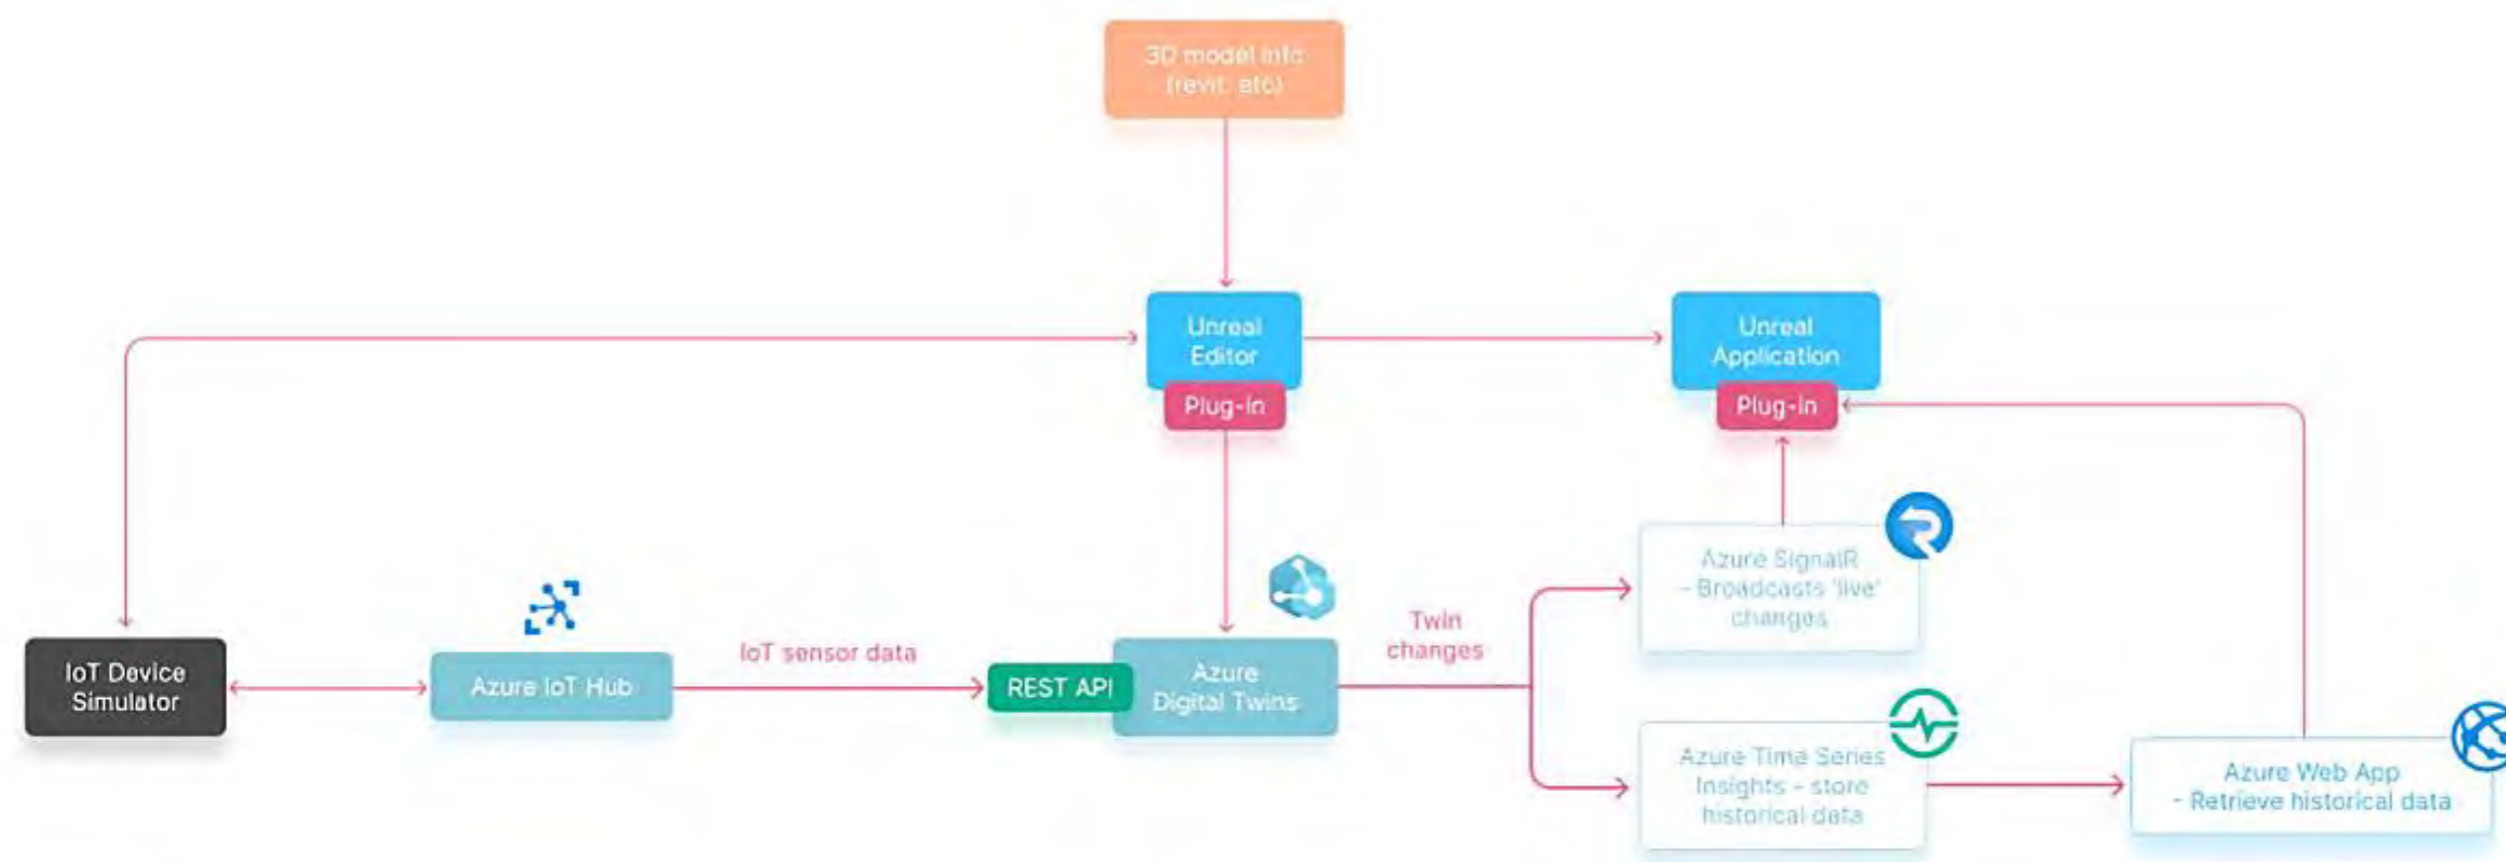 3D model info
(revit, etc)
Unreal
Editor
Plug-in
Unreal
Application
Plug-in
IoT Device
Simulator
Azure IoT Hub
IoT sensor data
REST API
Azure
Digital Twins
Twin
changes
Azure SignalR
- Broadcasts 'live'
changes
Azure Time Series
Insights - store
historical data
Azure Web App
- Retrieve historical data